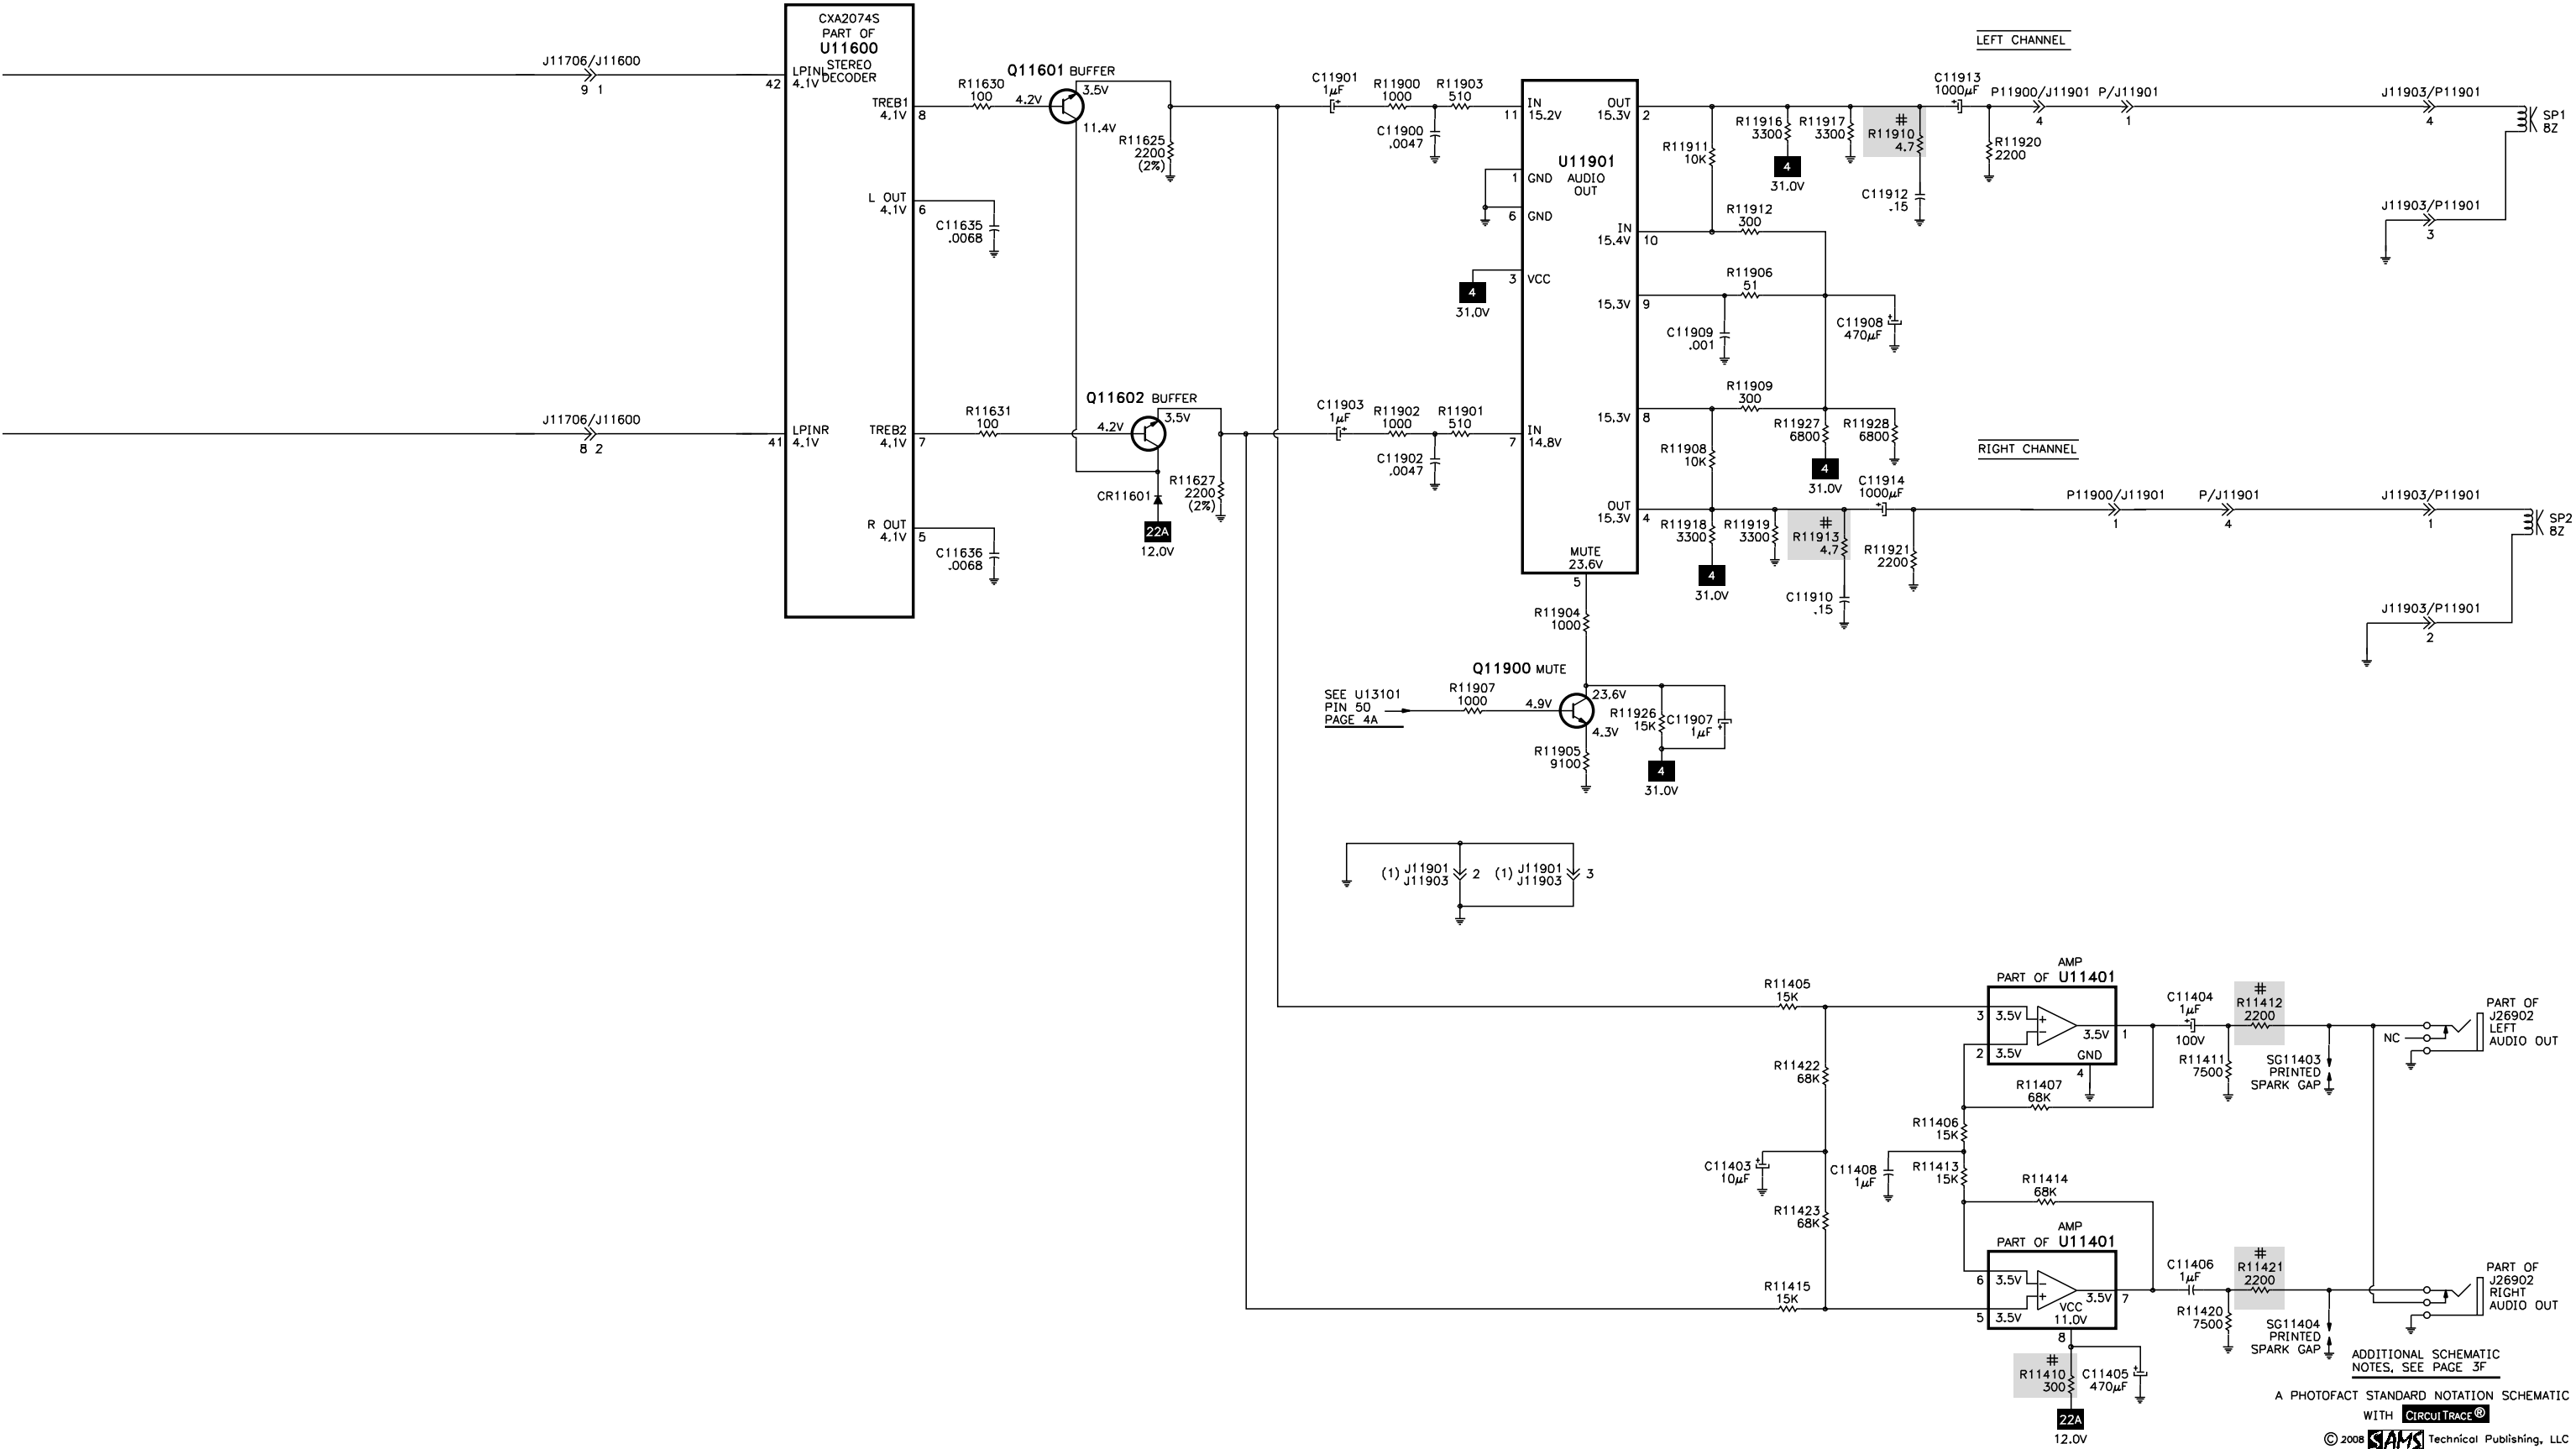 CXA2074S
PART OF
U11600
STEREO
DECODER
J11706/J11600
9 1
42
LPINL
4.1V
TREB1
4.1V
8
L OUT
4.1V
6
C11635
.0068
J11706/J11600
8 2
41
LPINR
4.1V
TREB2
4.1V
7
R OUT
4.1V
5
C11636
.0068
R11630
100
4.2V
Q11601 BUFFER
3.5V
11.4V
R11625
2200
(2%)
R11631
100
4.2V
Q11602 BUFFER
3.5V
R11627
2200
(2%)
CR11601
22A
12.0V
C11901
1µF
R11900
1000
R11903
510
C11900
.0047
C11903
1µF
R11902
1000
R11901
510
C11902
.0047
IN
15.2V
11
OUT
15.3V
2
U11901
AUDIO
OUT
1
GND
6
GND
IN
15.4V
10
3
VCC
4
31.0V
15.3V
9
15.3V
8
IN
14.8V
7
OUT
15.3V
4
MUTE
23.6V
5
LEFT CHANNEL
R11911
10K
R11916
3300
4
31.0V
R11917
3300
#
R11910
4.7
C11912
.15
C11913
1000µF
R11920
2200
P11900/J11901
4
P/J11901
1
J11903/P11901
4
SP1
8Z
J11903/P11901
3
R11912
300
R11906
51
C11909
.001
C11908
470µF
R11909
300
R11908
10K
R11927
6800
4
31.0V
R11928
6800
RIGHT CHANNEL
R11918
3300
4
31.0V
R11919
3300
#
R11913
4.7
C11910
.15
C11914
1000µF
R11921
2200
P11900/J11901
1
P/J11901
4
J11903/P11901
1
SP2
8Z
J11903/P11901
2
R11904
1000
Q11900 MUTE
SEE U13101
PIN 50
PAGE 4A
R11907
1000
4.9V
23.6V
4.3V
R11926
15K
C11907
1µF
R11905
9100
4
31.0V
(1) J11901
J11903
2
(1) J11901
J11903
3
R11405
15K
R11422
68K
C11403
10µF
R11423
68K
R11415
15K
C11408
1µF
R11406
15K
R11413
15K
AMP
PART OF U11401
3
3.5V
+
2
3.5V
−
3.5V
1
GND
4
R11407
68K
R11414
68K
AMP
PART OF U11401
6
3.5V
−
5
3.5V
+
3.5V
7
VCC
11.0V
8
#
R11410
300
C11405
470µF
22A
12.0V
C11404
1µF
100V
R11411
7500
#
R11412
2200
SG11403
PRINTED
SPARK GAP
NC
PART OF
J26902
LEFT
AUDIO OUT
C11406
1µF
R11420
7500
#
R11421
2200
SG11404
PRINTED
SPARK GAP
PART OF
J26902
RIGHT
AUDIO OUT
ADDITIONAL SCHEMATIC
NOTES, SEE PAGE 3F
A PHOTOFACT STANDARD NOTATION SCHEMATIC
WITH CIRCUITRACE®
© 2008 SAMS Technical Publishing, LLC